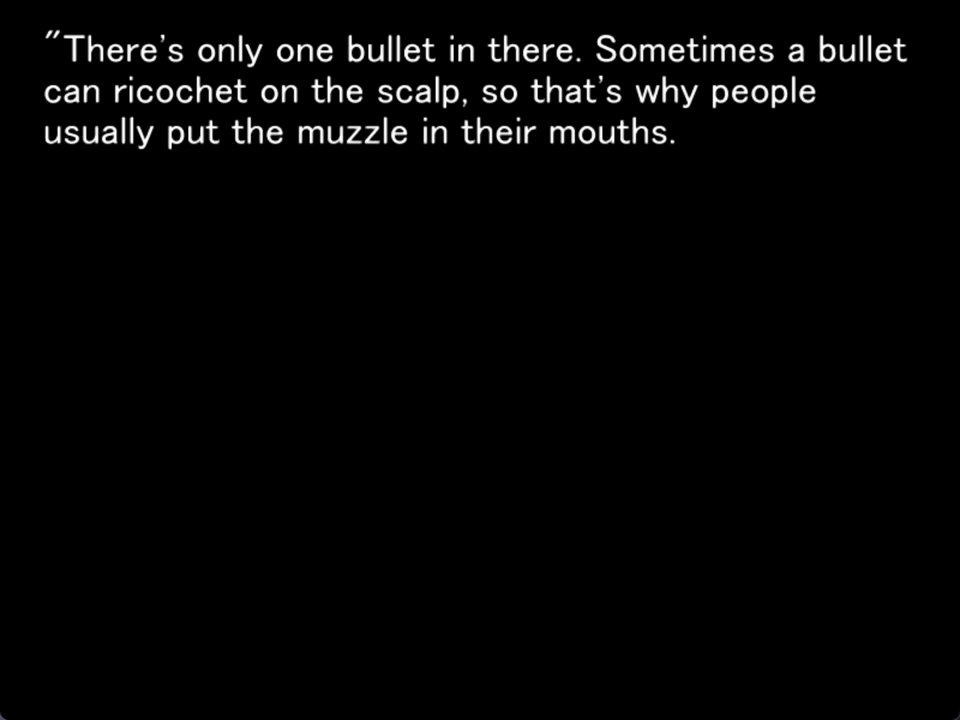 "There's only one bullet in there. Sometimes a bullet
can ricochet on the scalp, so that's why people
usually put the muzzle in their mouths.